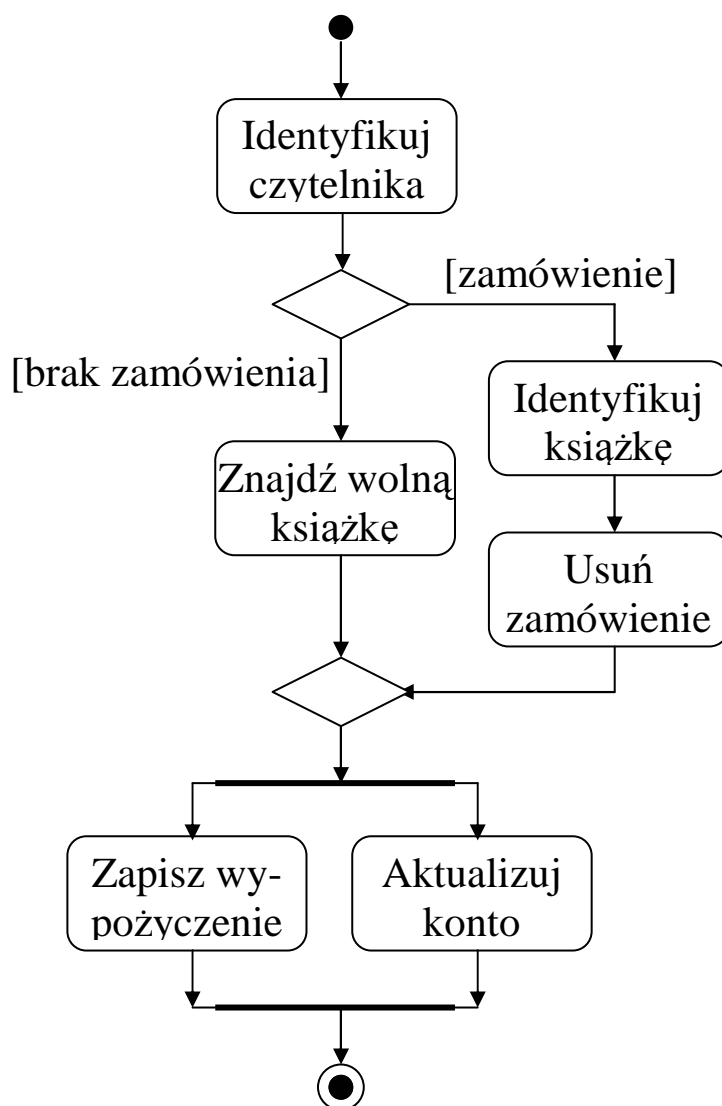 Identyfikuj
czytelnika
[zamówienie]
[brak zamówienia]
Identyfikuj
książkę
Znajdź wolną
książkę
Usuń
zamówienie
Zapisz wy-
pożyczenie
Aktualizuj
konto